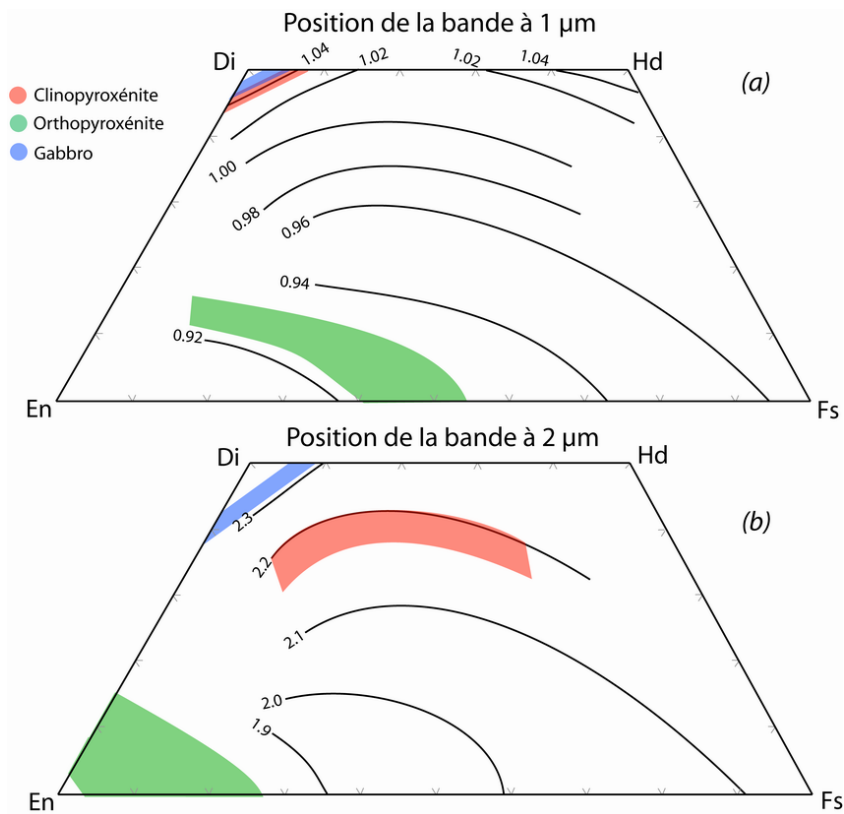 Position de la bande à 1 µm
Di
1.04
1.02
1.02
1.04
Hd
(a)
Clinopyroxénite
Orthopyroxénite
Gabbro
1.00
0.98
0.96
0.94
0.92
En
Fs
Position de la bande à 2 µm
Di
Hd
(b)
2.3
2.2
2.1
2.0
1.9
En
Fs